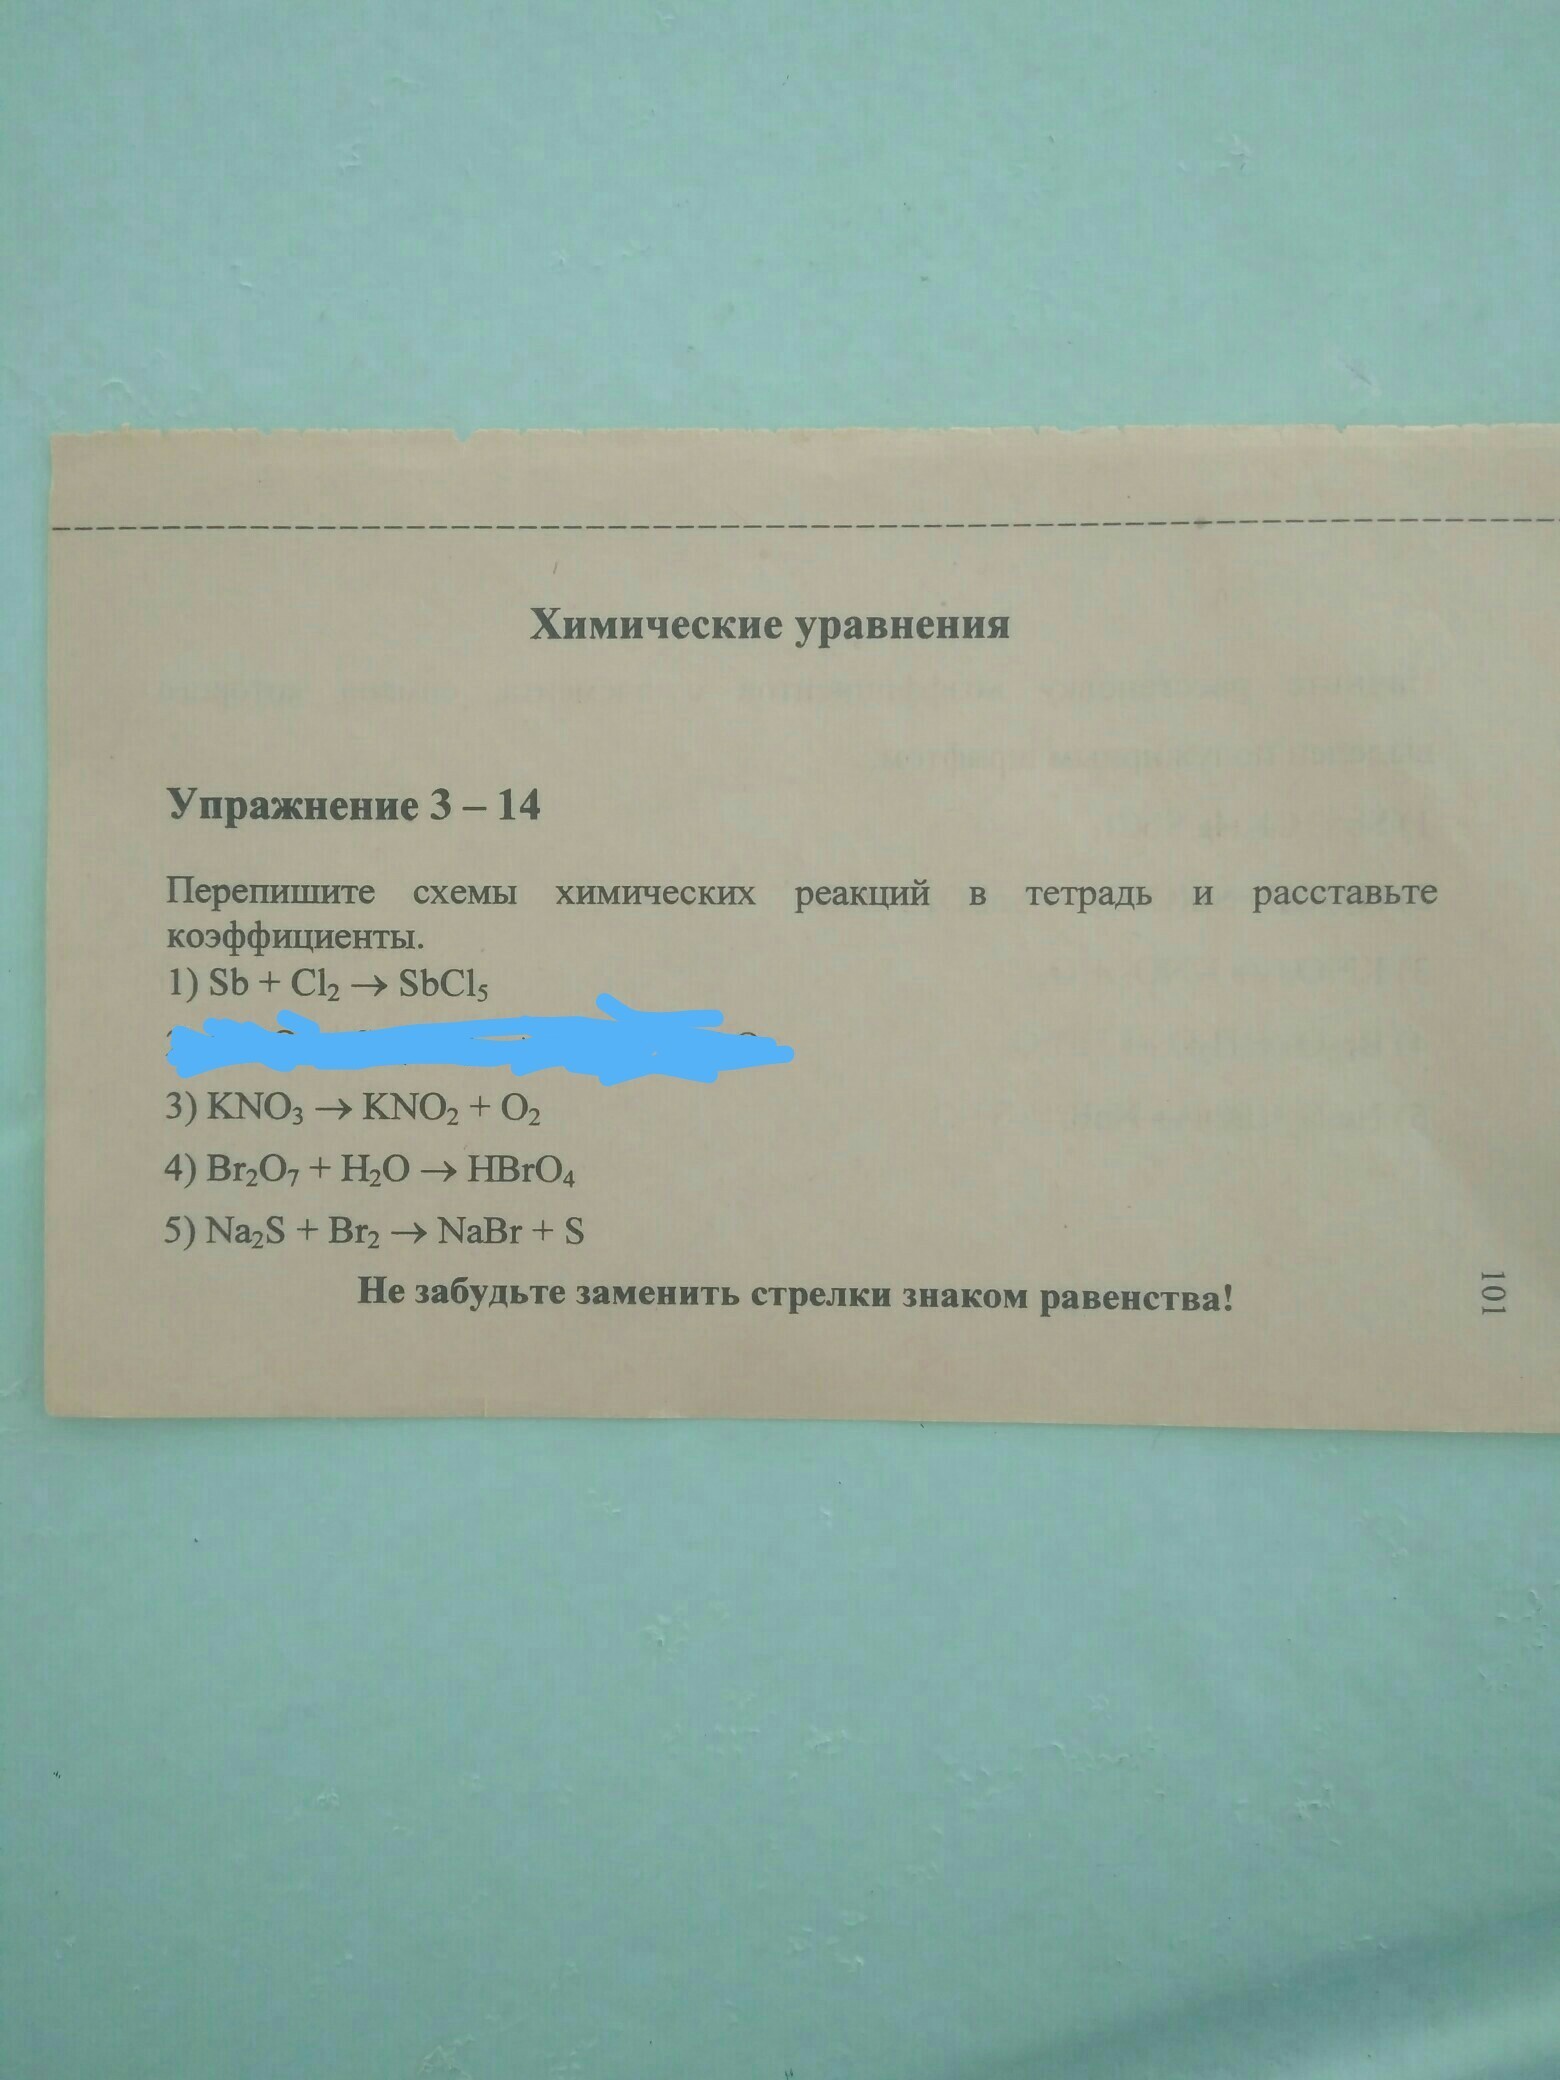 Химические уравнения
Упражнение 3 – 14
Перепишите схемы химических реакций в тетрадь и расставьте
коэффициенты.
1) Sb + Cl₂ → SbCl₅
3) KNO₃ → KNO₂ + O₂
4) Br₂O₇ + H₂O → HBrO₄
5) Na₂S + Br₂ → NaBr + S
Не забудьте заменить стрелки знаком равенства!
101